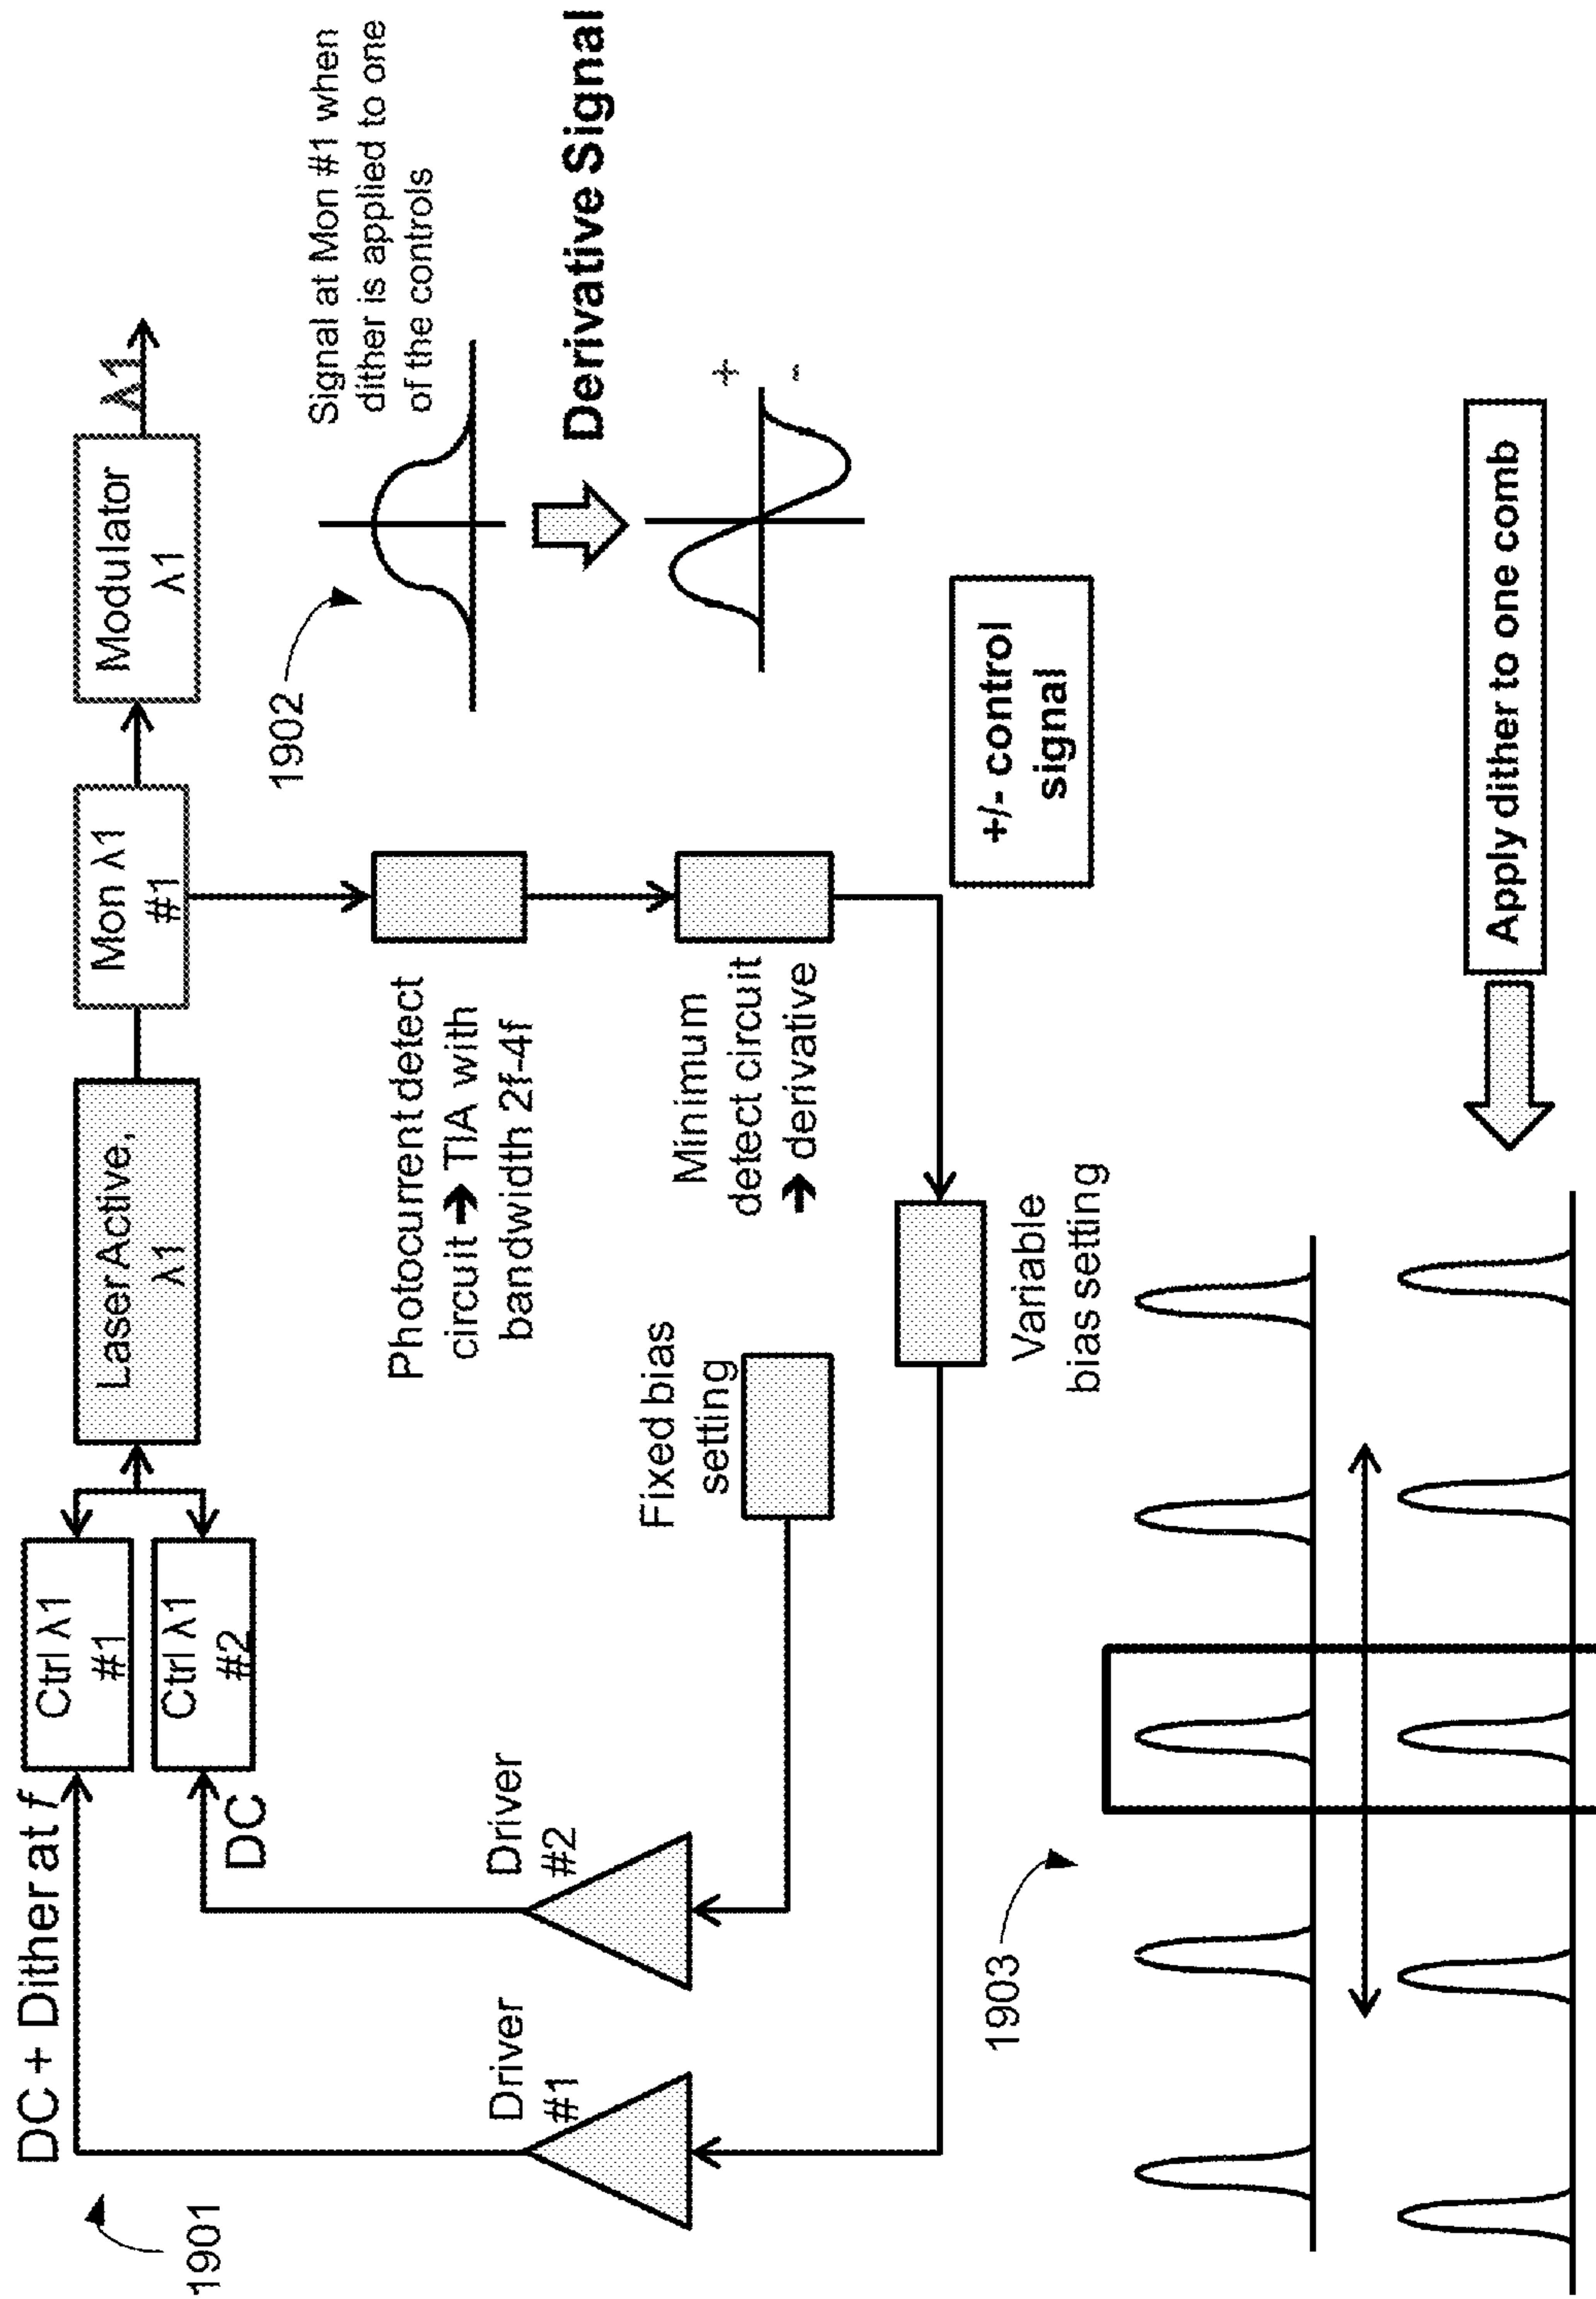 1901
DC + Dither at f
Ctrl λ1
#1
Ctrl λ1
#2
DC
Laser Active,
λ1
Mon λ1
#1
Modulator
λ1
λ1
Driver
#1
Driver
#2
Fixed bias
setting
Photocurrent detect
circuit ➔ TIA with
bandwidth 2f-4f
Minimum
detect circuit
➔ derivative
Variable
bias setting
+/- control
signal
1902
Signal at Mon #1 when
dither is applied to one
of the controls
Derivative Signal
+
-
1903
Apply dither to one comb